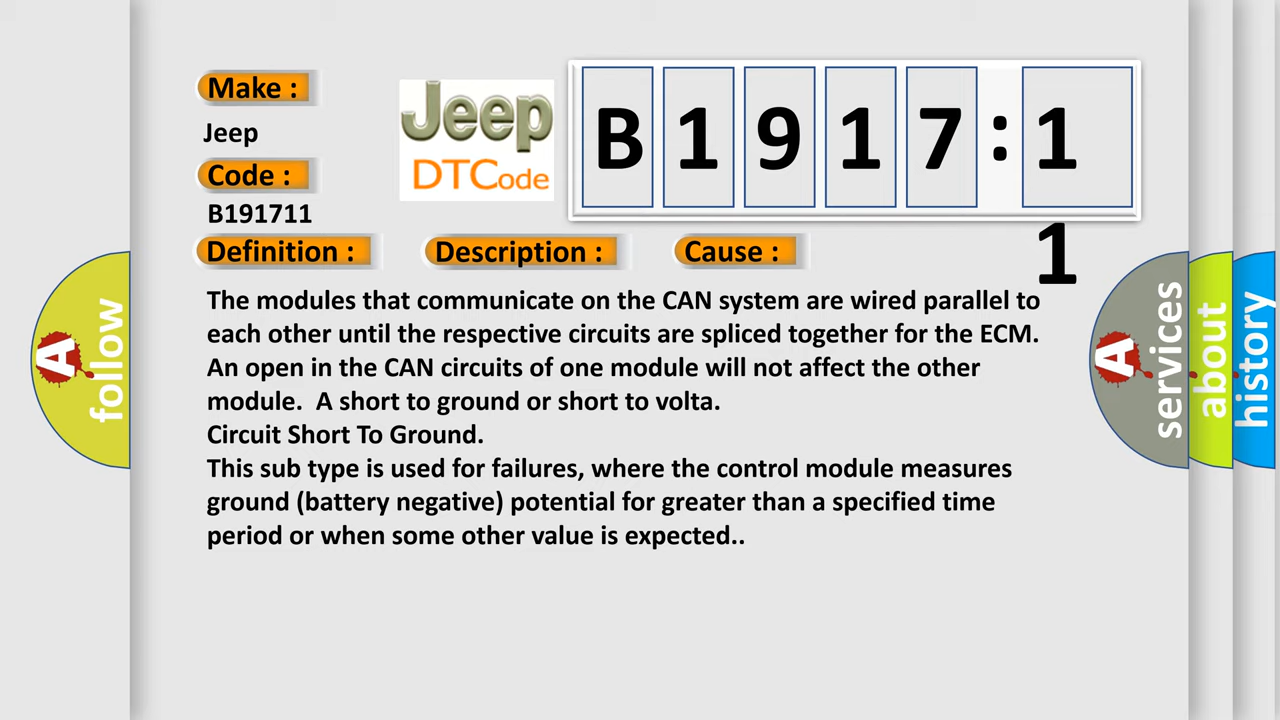 Make :
Jeep
Code :
B191711
Jeep
DTCode
B 1 9 1 7 : 1
1
Definition :
Description :
Cause :
The modules that communicate on the CAN system are wired parallel to
each other until the respective circuits are spliced together for the ECM.
An open in the CAN circuits of one module will not affect the other
module.  A short to ground or short to volta.
Circuit Short To Ground.
This sub type is used for failures, where the control module measures
ground (battery negative) potential for greater than a specified time
period or when some other value is expected..
A
follow
A
services
about
history